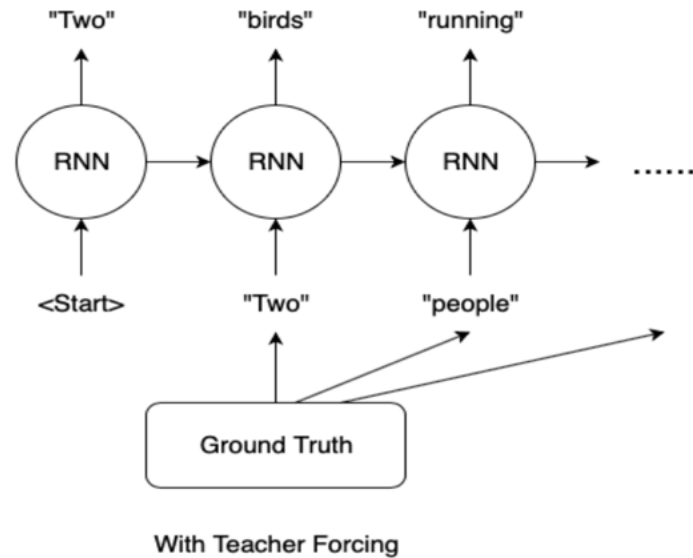 "Two" "birds" "running"
RNN RNN RNN ......
<Start> "Two" "people"
Ground Truth
With Teacher Forcing